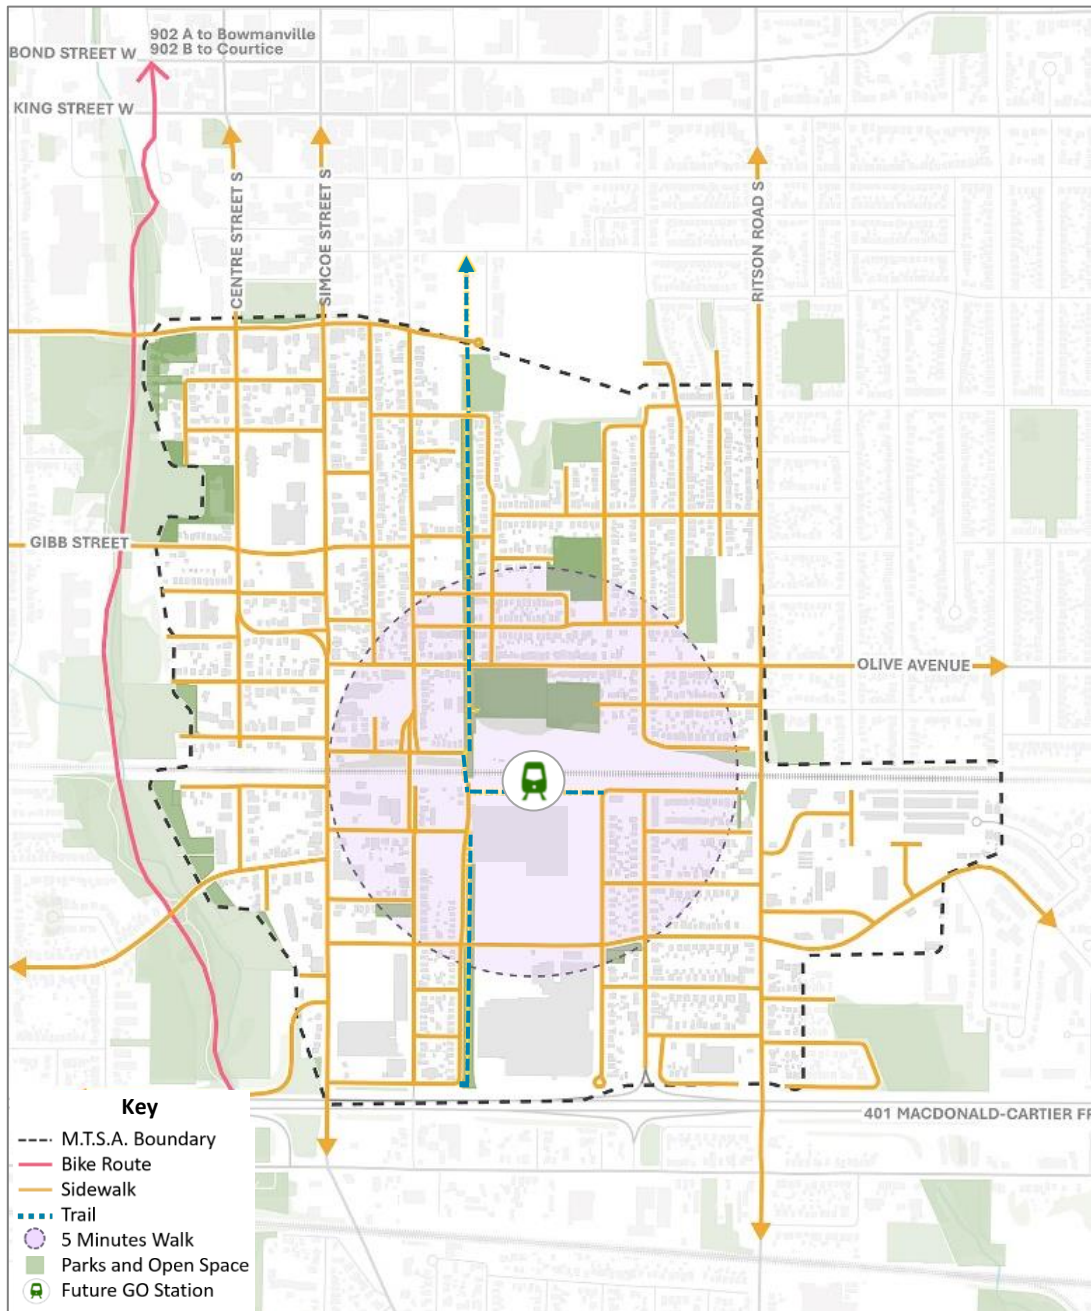 902 A to Bowmanville
902 B to Courtice
BOND STREET W
KING STREET W
CENTRE STREET S
SIMCOE STREET S
RITSON ROAD S
GIBB STREET
OLIVE AVENUE
401 MACDONALD-CARTIER FR
Key
M.T.S.A. Boundary
Bike Route
Sidewalk
Trail
5 Minutes Walk
Parks and Open Space
Future GO Station